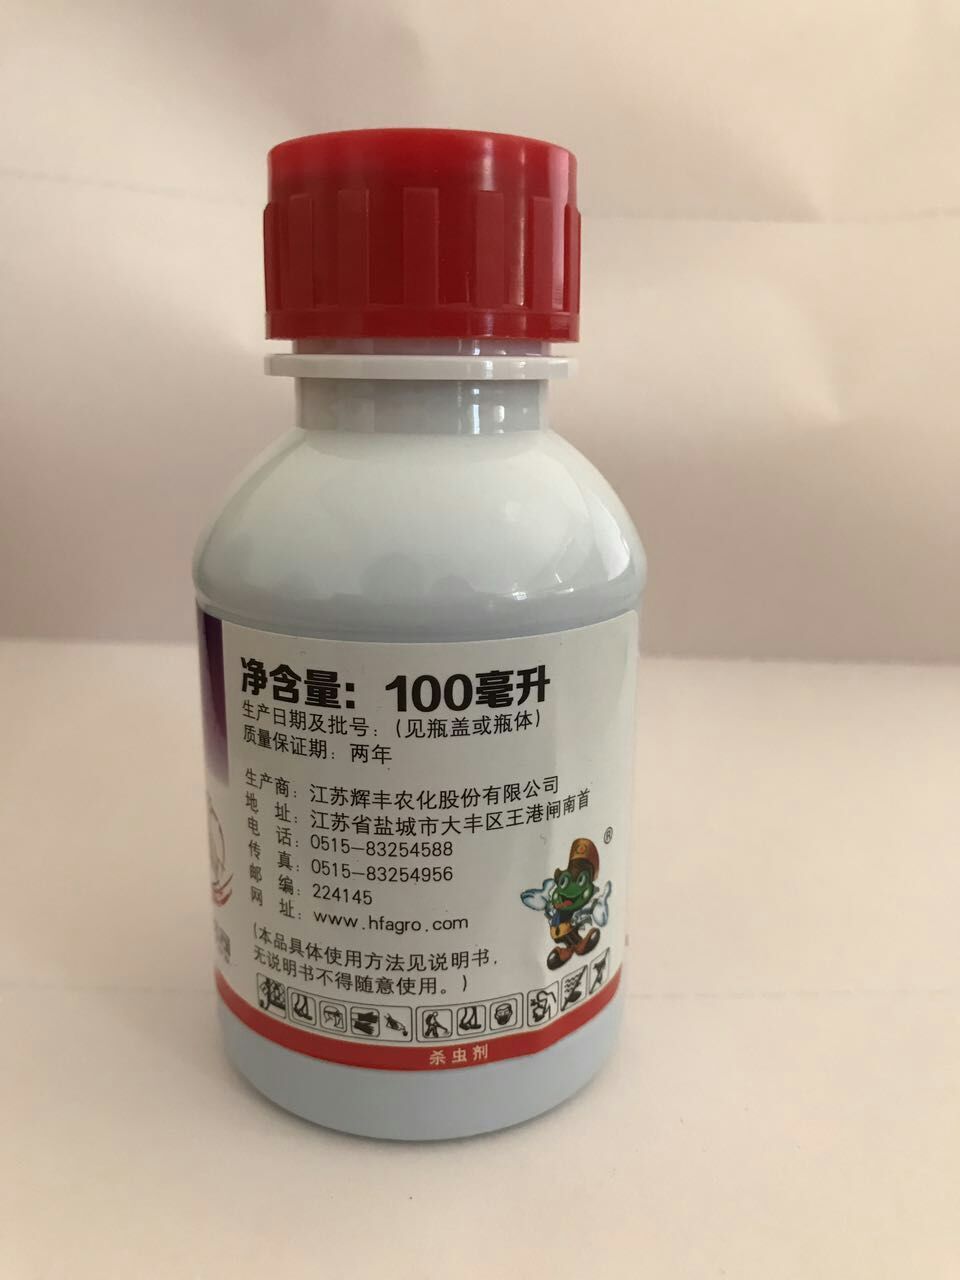 净含量：100毫升
生产日期及批号：(见瓶盖或瓶体)
质量保证期：两年
生产商：江苏辉丰农化股份有限公司
地 址：江苏省盐城市大丰区王港闸南首
电 话：0515-83254588
传 真：0515-83254956
邮 编：224145
网 址：www.hfagro.com
®
(本品具体使用方法见说明书，
无说明书不得随意使用。)
杀虫剂